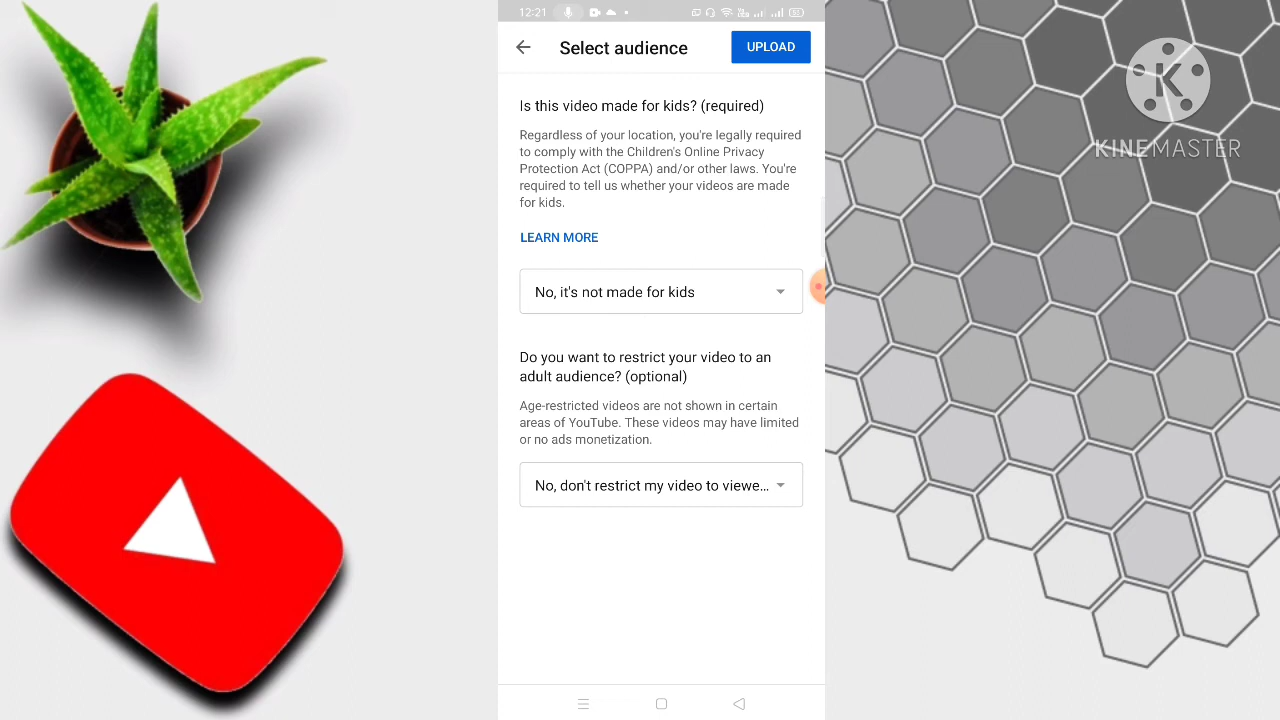 12:21
Select audience
UPLOAD
Is this video made for kids? (required)
Regardless of your location, you're legally required
to comply with the Children's Online Privacy
Protection Act (COPPA) and/or other laws. You're
required to tell us whether your videos are made
for kids.
LEARN MORE
No, it's not made for kids
Do you want to restrict your video to an
adult audience? (optional)
Age-restricted videos are not shown in certain
areas of YouTube. These videos may have limited
or no ads monetization.
No, don't restrict my video to viewe...
K
KINEMASTER